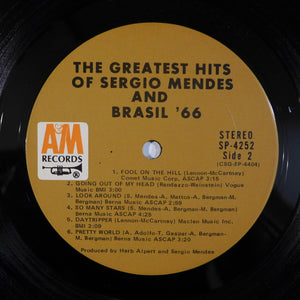 THE GREATEST HITS
OF SERGIO MENDES
AND
BRASIL '66
A&M
RECORDS
STEREO
SP-4252
Side 2
(CSG-SP-4404)
1. FOOL ON THE HILL (Lennon-McCartney)
Comet Music Corp. ASCAP 3:15
2. GOING OUT OF MY HEAD (Randazzo-Weinstein) Vogue
Music BMI 3:00
3. LOOK AROUND (S. Mendes-A. Mattos-A. Bergman-M.
Bergman) Berna Music ASCAP 2:50
4. SO MANY STARS (S. Mendes-A. Bergman-M. Bergman)
Berna Music ASCAP 4:25
5. DAYTRIPPER (Lennon-McCartney) Maclen Music Inc.
BMI 3:09
6. PRETTY WORLD (A. Adolfo-T. Gaspar-A. Bergman-
M. Bergman) Berna Music ASCAP 3:20
Produced by Herb Alpert and Sergio Mendes